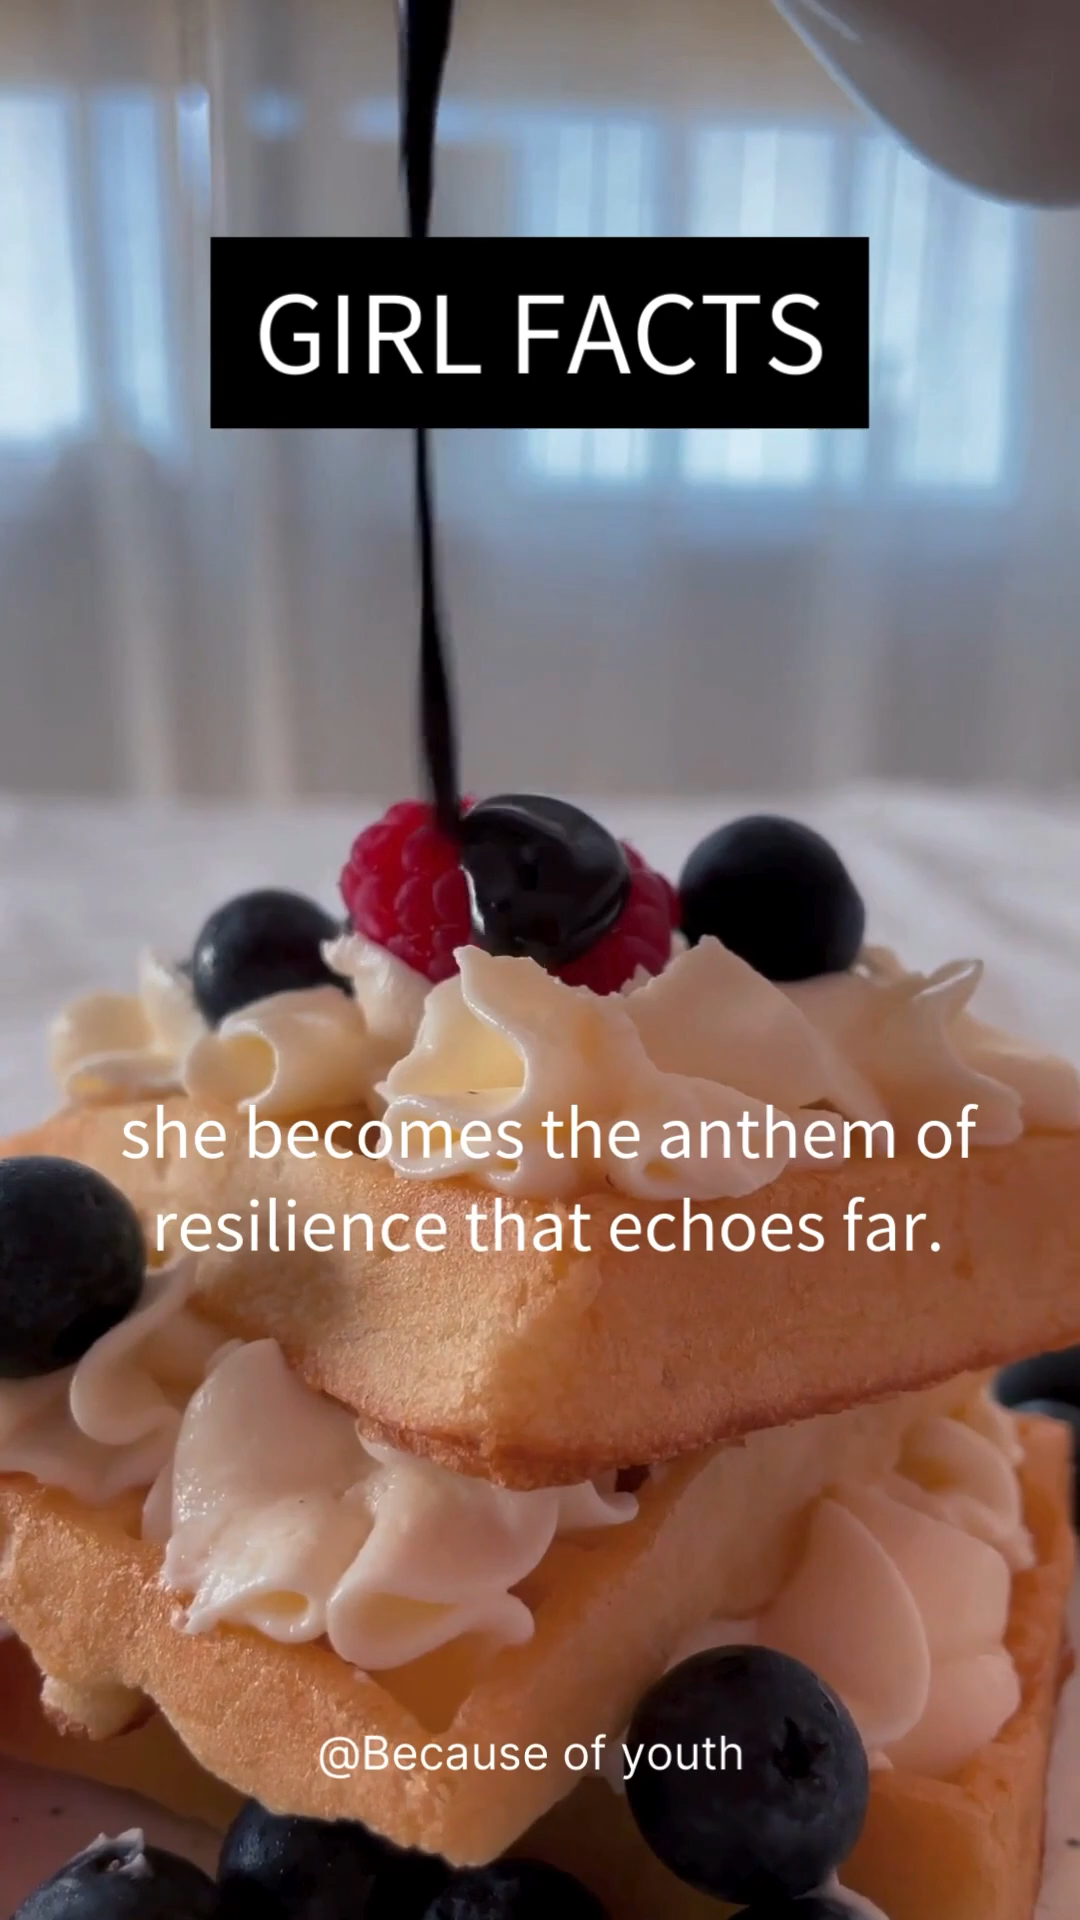 GIRL FACTS
she becomes the anthem of
resilience that echoes far.
@Because of youth